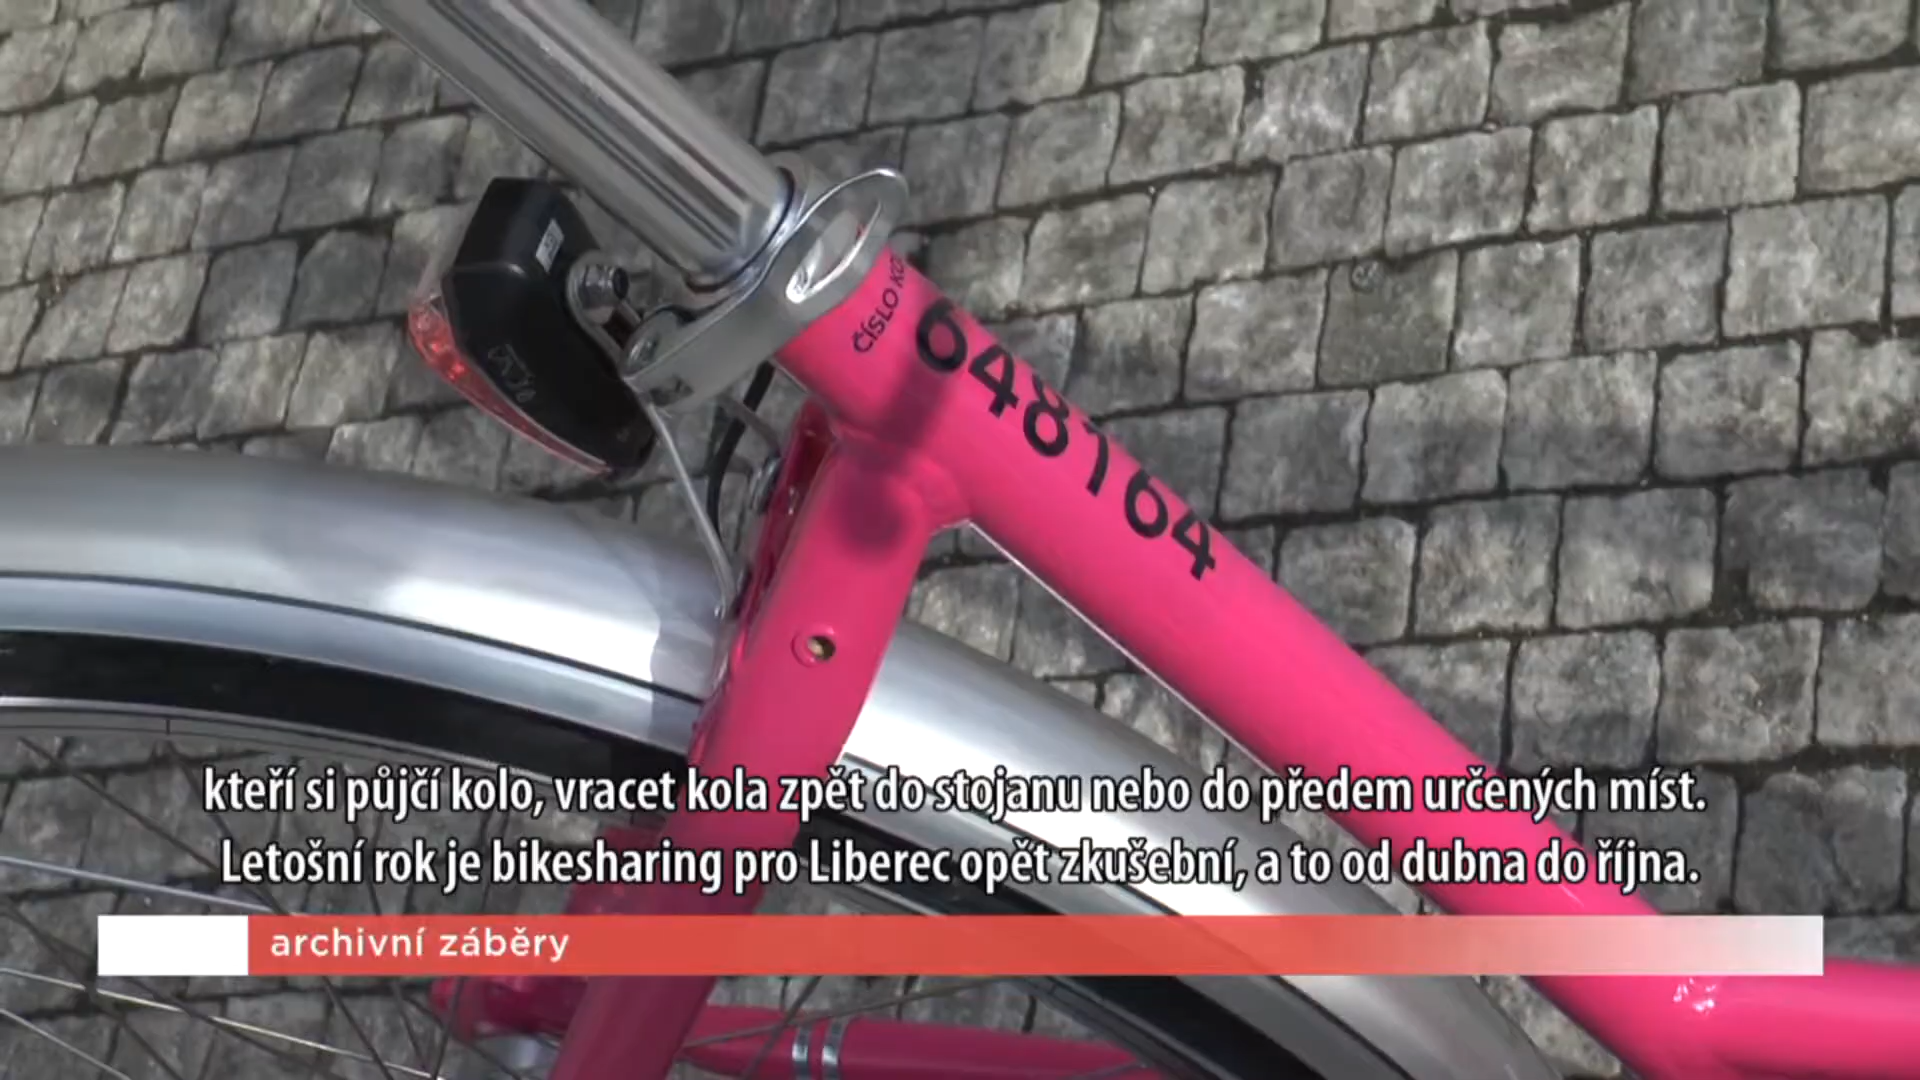 ČÍSLO
648164
kteří si půjčí kolo, vracet kola zpět do stojanu nebo do předem určených míst.
Letošní rok je bikesharing pro Liberec opět zkušební, a to od dubna do října.
archivní záběry